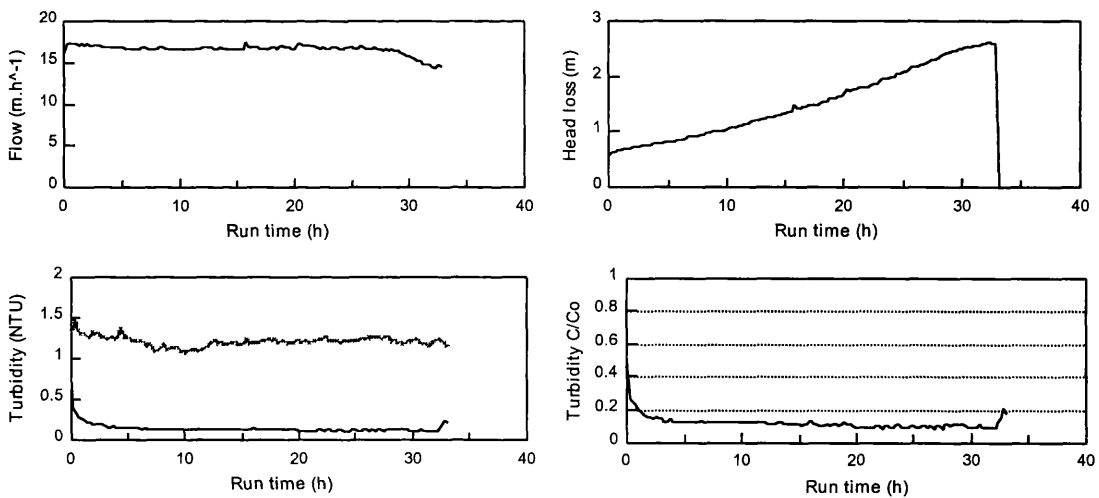 Flow (m.h^-1)
20
15
10
5
0
0 10 20 30 40
Run time (h)
Head loss (m)
3
2
1
0
0 10 20 30 40
Run time (h)
Turbidity (NTU)
2
1.5
1
0.5
0
0 10 20 30 40
Run time (h)
Turbidity C/Co
1
0.8
0.6
0.4
0.2
0
0 10 20 30 40
Run time (h)